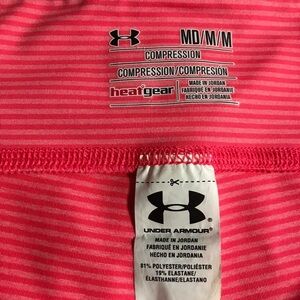 MD/M/M
COMPRESSION
COMPRESSION/COMPRESIÓN
heatgear
MADE IN JORDAN
FABRIQUÉ EN JORDANIE
HECHO EN JORDANIA
UNDER ARMOUR
MADE IN JORDAN
FABRIQUÉ EN JORDANIE
HECHO EN JORDANIA
81% POLYESTER/POLIÉSTER
19% ELASTANE/
ÉLASTHANNE/ELASTANO